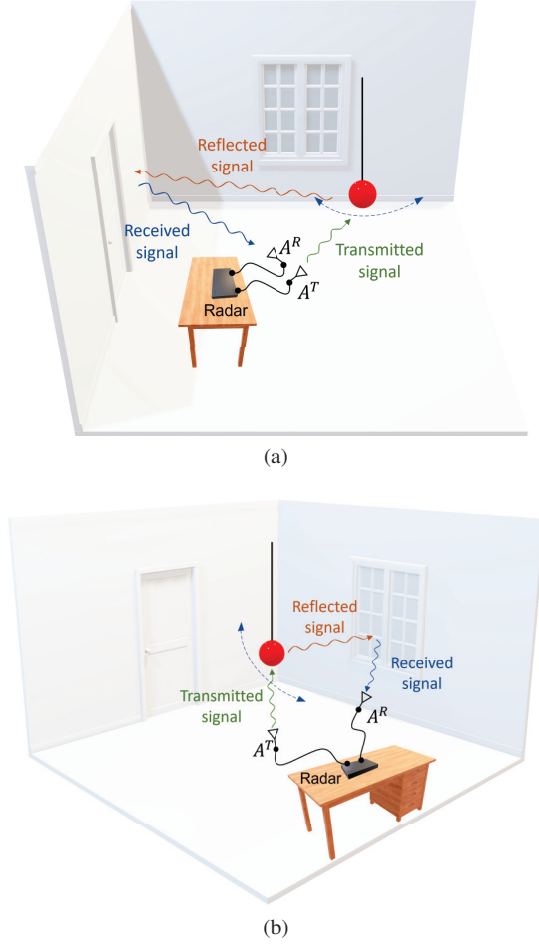 Reflected
signal
Received
signal
A^R
Transmitted
signal
A^T
Radar
(a)
Reflected
signal
Received
signal
Transmitted
signal
A^R
A^T
Radar
(b)